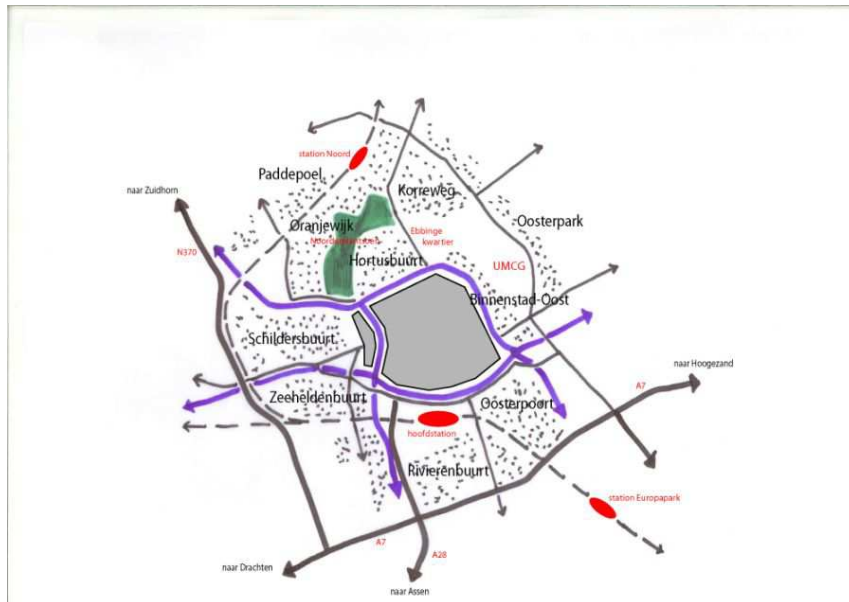 station Noord
Paddepoel
naar Zuidhorn
Korreweg
Oosterpark
Oranjewijk
Ebbinge
kwartier
Noorderplantsoen
N370
Hortusbuurt
UMCG
Binnenstad-Oost
Schildersbuurt
naar Hoogezand
A7
Zeeheldenbuurt
Oosterpoort
hoofdstation
Rivierenbuurt
station Europapark
A7
A28
naar Drachten
naar Assen